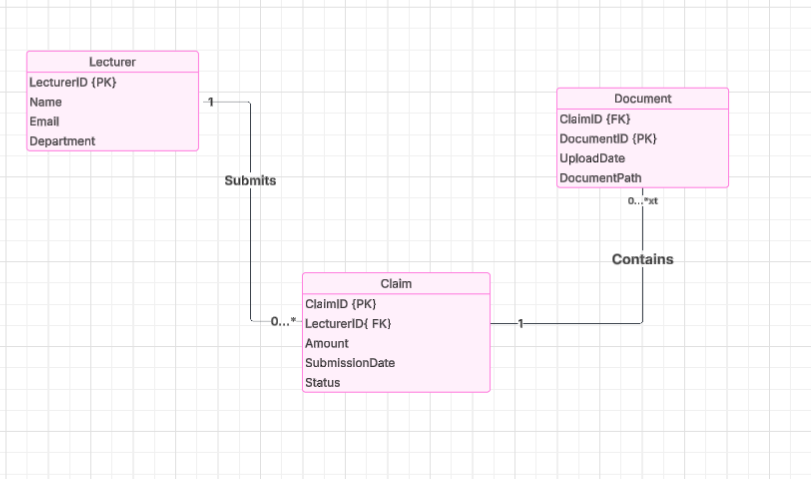 Lecturer
LecturerID {PK}
Name
Email
Department
1
Submits
0...*
Claim
ClaimID {PK}
LecturerID{ FK}
Amount
SubmissionDate
Status
1
Contains
0...*xt
Document
ClaimID {FK}
DocumentID {PK}
UploadDate
DocumentPath